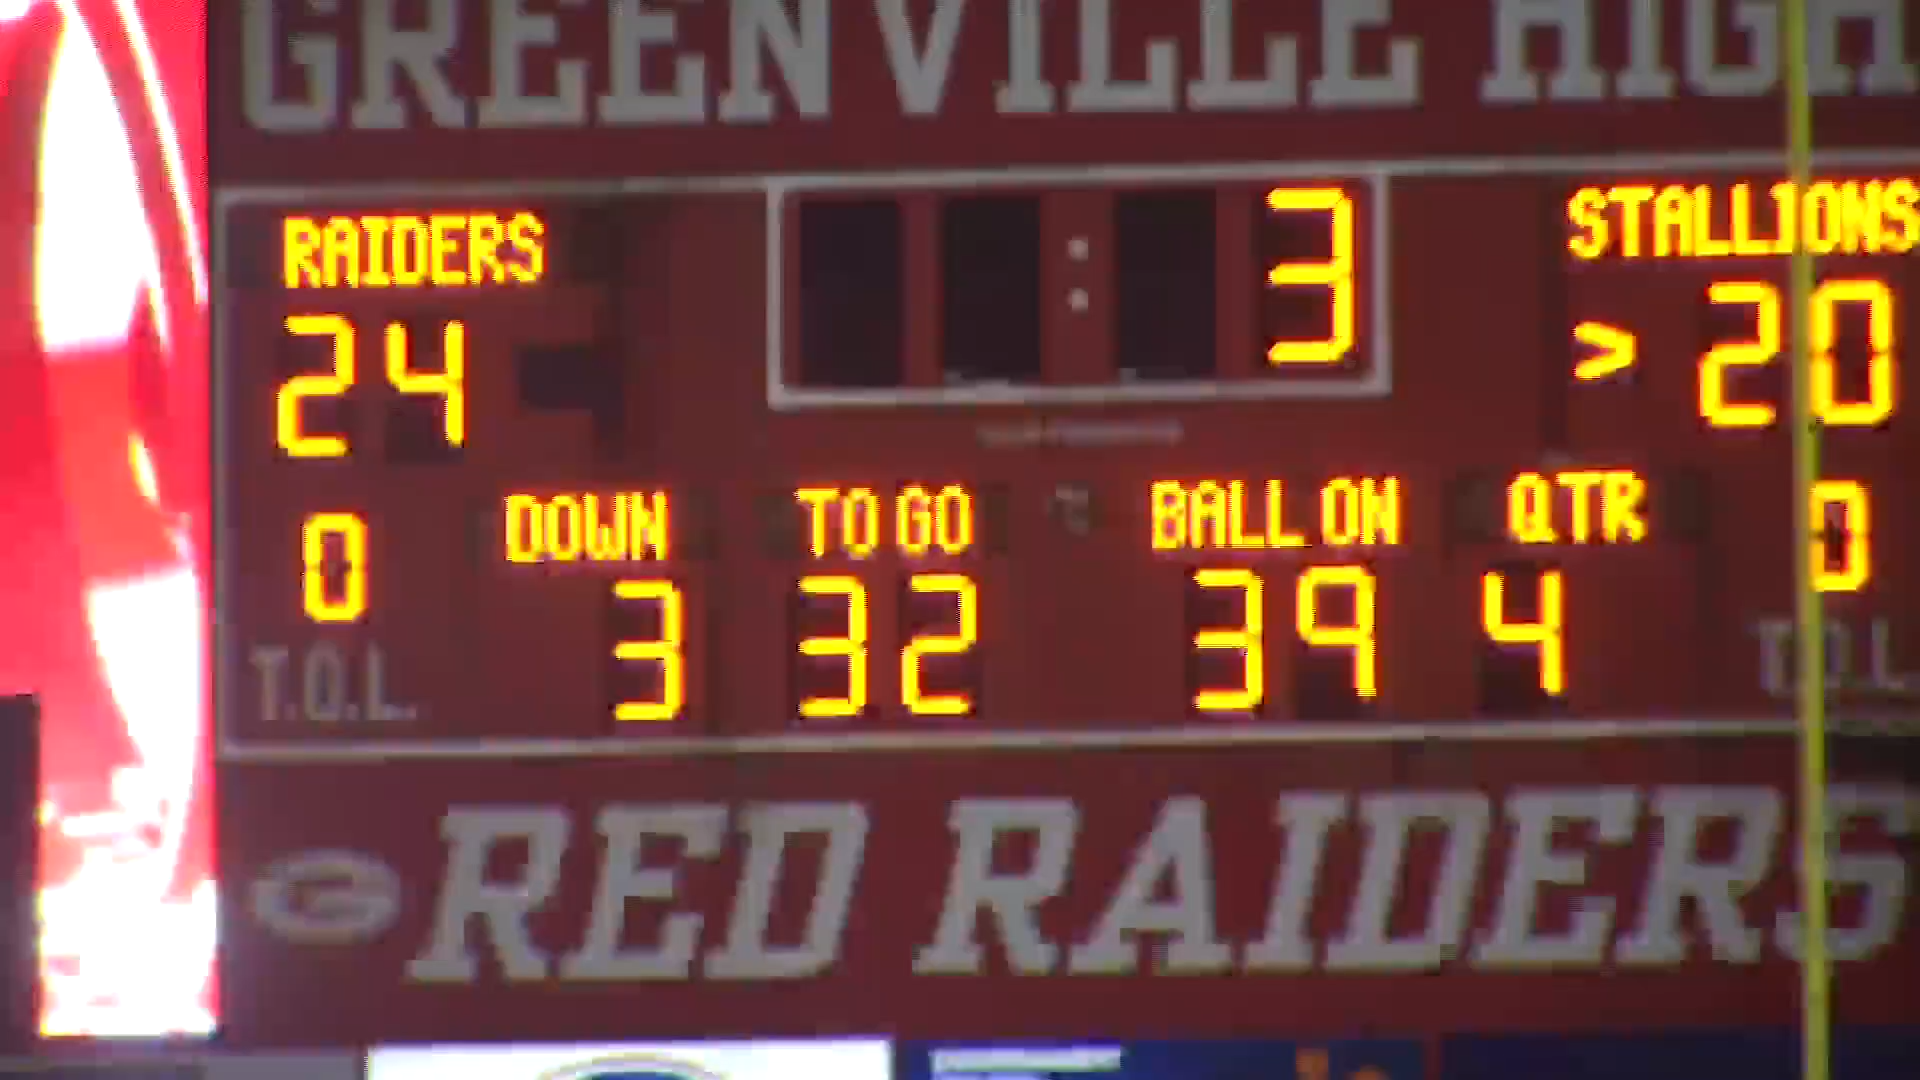 GREENVILLE HIGH
RAIDERS
: 3
STALLIONS
24
> 20
DOWN
TO GO
BALL ON
QTR
0
3
32
39
4
0
T.O.L.
T.O.L.
G RED RAIDERS